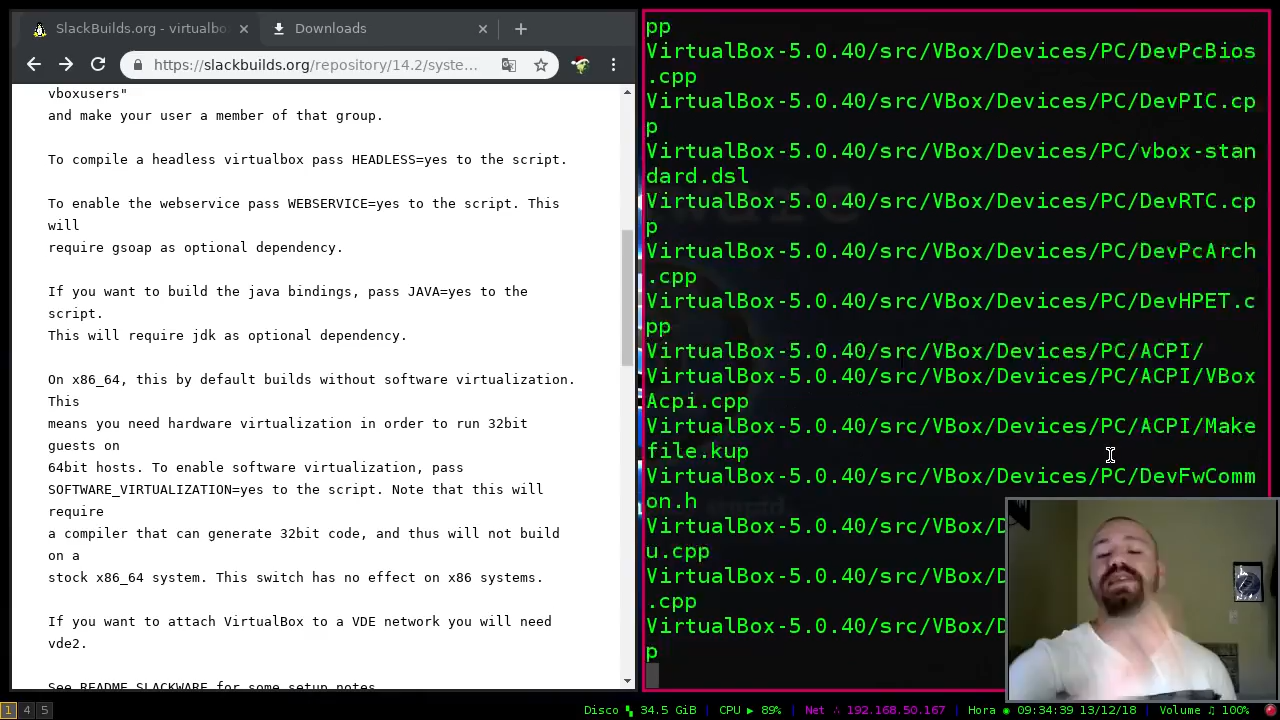 SlackBuilds.org - virtualbo
Downloads
https://slackbuilds.org/repository/14.2/syste...
vboxusers"
and make your user a member of that group.
To compile a headless virtualbox pass HEADLESS=yes to the script.
To enable the webservice pass WEBSERVICE=yes to the script. This
will
require gsoap as optional dependency.
If you want to build the java bindings, pass JAVA=yes to the
script.
This will require jdk as optional dependency.
On x86_64, this by default builds without software virtualization.
This
means you need hardware virtualization in order to run 32bit
guests on
64bit hosts. To enable software virtualization, pass
SOFTWARE_VIRTUALIZATION=yes to the script. Note that this will
require
a compiler that can generate 32bit code, and thus will not build
on a
stock x86_64 system. This switch has no effect on x86 systems.
If you want to attach VirtualBox to a VDE network you will need
vde2.
See README_SLACKWARE for some setup notes
pp
VirtualBox-5.0.40/src/VBox/Devices/PC/DevPcBios
.cpp
VirtualBox-5.0.40/src/VBox/Devices/PC/DevPIC.cp
p
VirtualBox-5.0.40/src/VBox/Devices/PC/vbox-stan
dard.dsl
VirtualBox-5.0.40/src/VBox/Devices/PC/DevRTC.cp
p
VirtualBox-5.0.40/src/VBox/Devices/PC/DevPcArch
.cpp
VirtualBox-5.0.40/src/VBox/Devices/PC/DevHPET.c
pp
VirtualBox-5.0.40/src/VBox/Devices/PC/ACPI/
VirtualBox-5.0.40/src/VBox/Devices/PC/ACPI/VBox
Acpi.cpp
VirtualBox-5.0.40/src/VBox/Devices/PC/ACPI/Make
file.kup
VirtualBox-5.0.40/src/VBox/Devices/PC/DevFwComm
on.h
VirtualBox-5.0.40/src/VBox/D
u.cpp
VirtualBox-5.0.40/src/VBox/D
.cpp
VirtualBox-5.0.40/src/VBox/D
p
1 4 5
Disco 34.5 GiB | CPU ▶ 89% | Net 192.168.50.167 | Hora ◉ 09:34:39 13/12/18 | Volume ♫ 100%